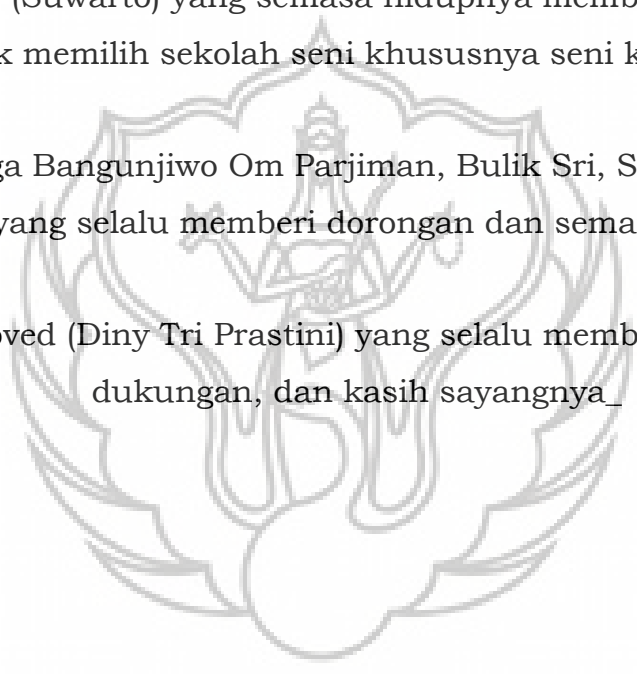 (Suwarto) yang semasa hidupnya memb
k memilih sekolah seni khususnya seni k
ga Bangunjiwo Om Parjiman, Bulik Sri, S
yang selalu memberi dorongan dan sema
oved (Diny Tri Prastini) yang selalu memb
dukungan, dan kasih sayangnya_